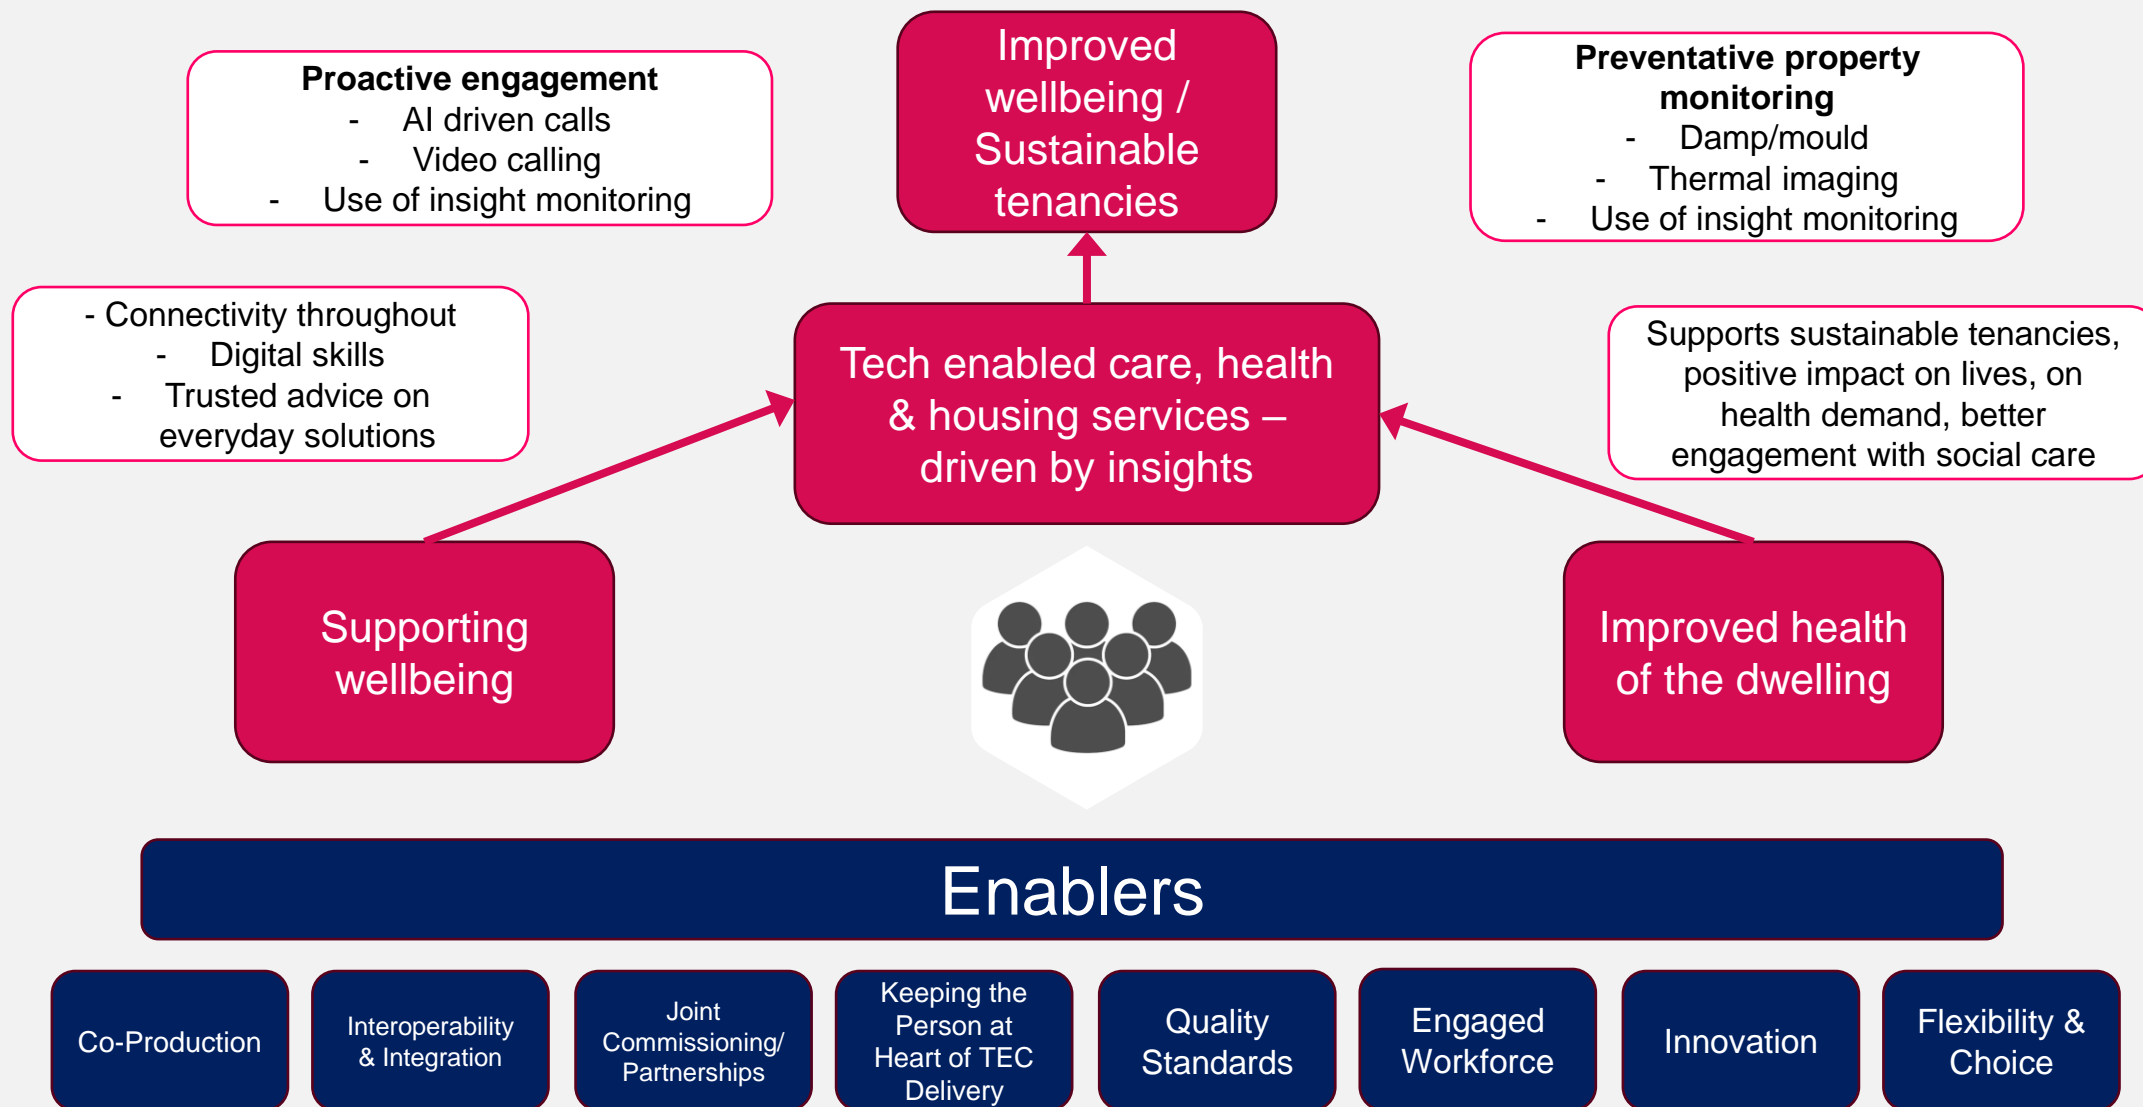 Improved
wellbeing /
Sustainable
tenancies
Proactive engagement
- AI driven calls
- Video calling
- Use of insight monitoring
Preventative property
monitoring
- Damp/mould
- Thermal imaging
- Use of insight monitoring
- Connectivity throughout
- Digital skills
- Trusted advice on
everyday solutions
Tech enabled care, health
& housing services –
driven by insights
Supports sustainable tenancies,
positive impact on lives, on
health demand, better
engagement with social care
Supporting
wellbeing
Improved health
of the dwelling
Enablers
Co-Production
Interoperability
& Integration
Joint
Commissioning/
Partnerships
Keeping the
Person at
Heart of TEC
Delivery
Quality
Standards
Engaged
Workforce
Innovation
Flexibility &
Choice